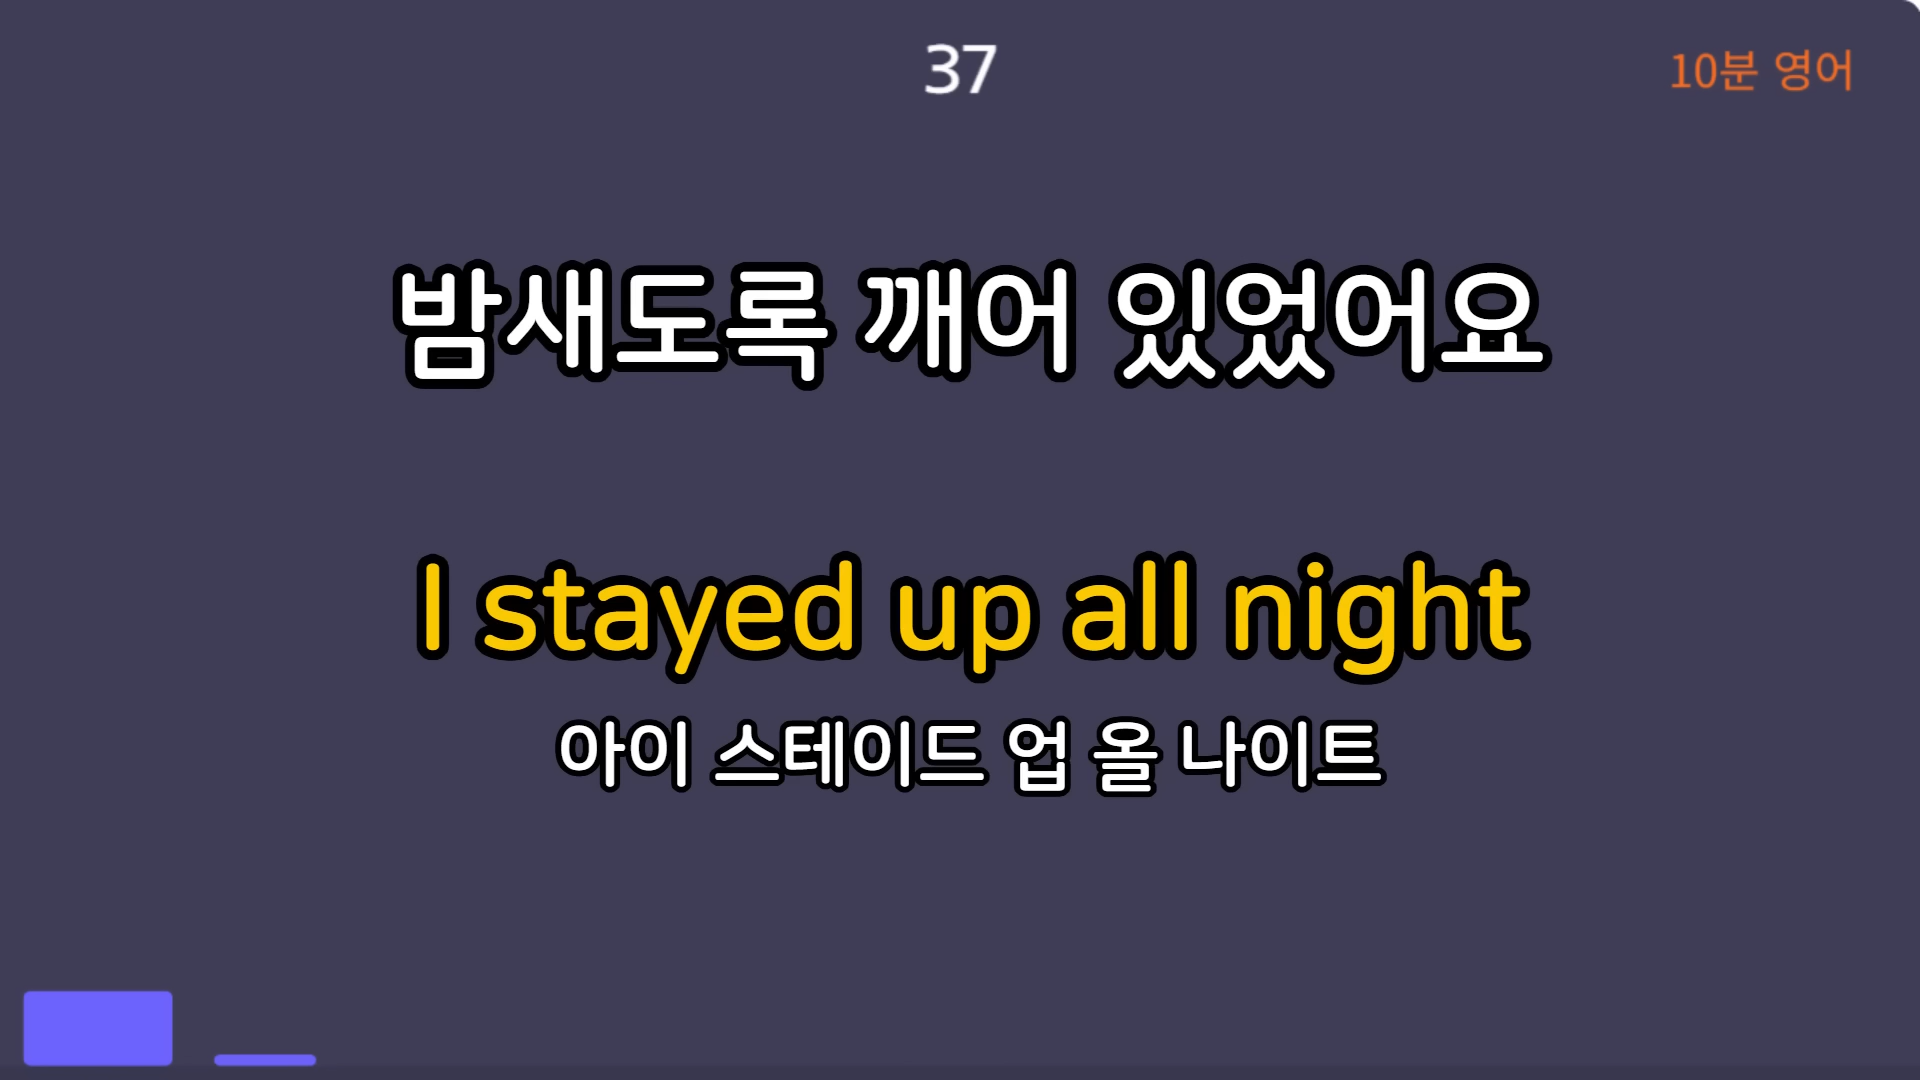 37
10분 영어
밤새도록 깨어 있었어요
I stayed up all night
아이 스테이드 업 올 나이트